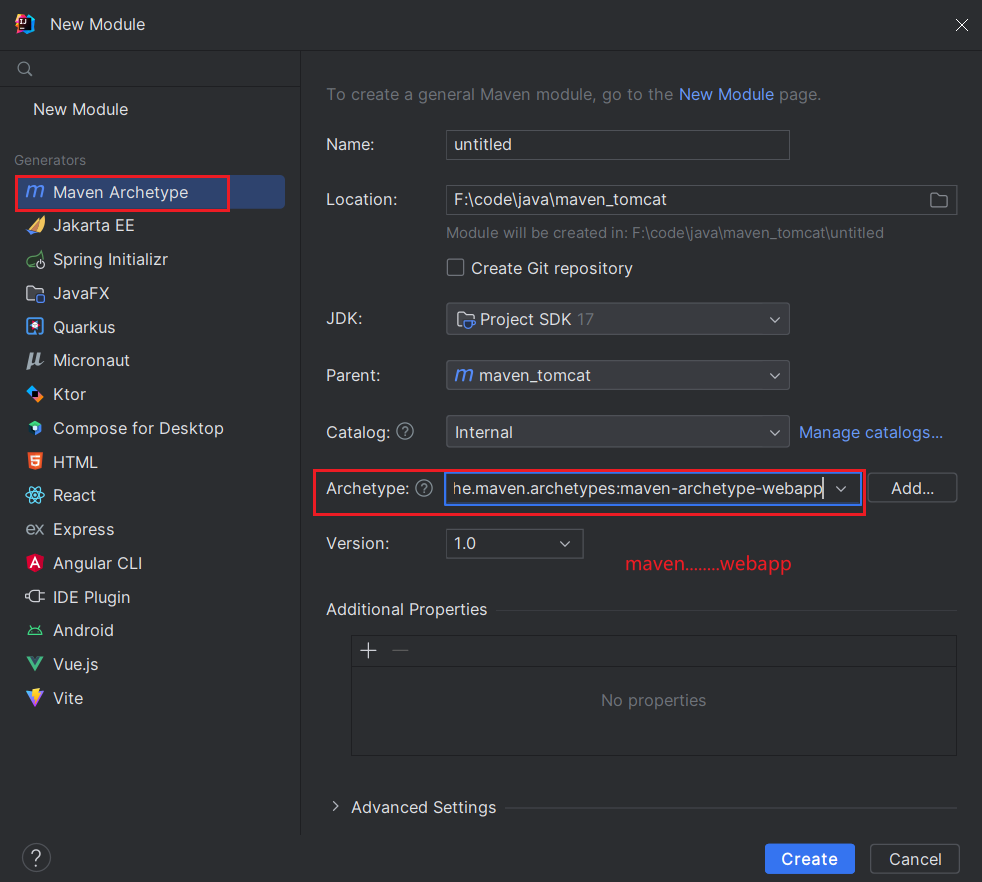 New Module
New Module
Generators
Maven Archetype
Jakarta EE
Spring Initializr
JavaFX
Quarkus
Micronaut
Ktor
Compose for Desktop
HTML
React
Express
Angular CLI
IDE Plugin
Android
Vue.js
Vite
To create a general Maven module, go to the New Module page.
Name: untitled
Location: F:\code\java\maven_tomcat
Module will be created in: F:\code\java\maven_tomcat\untitled
Create Git repository
JDK: Project SDK 17
Parent: maven_tomcat
Catalog: ? Internal Manage catalogs...
Archetype: ? he.maven.archetypes:maven-archetype-webapp Add...
Version: 1.0
maven........webapp
Additional Properties
No properties
Advanced Settings
? Create Cancel